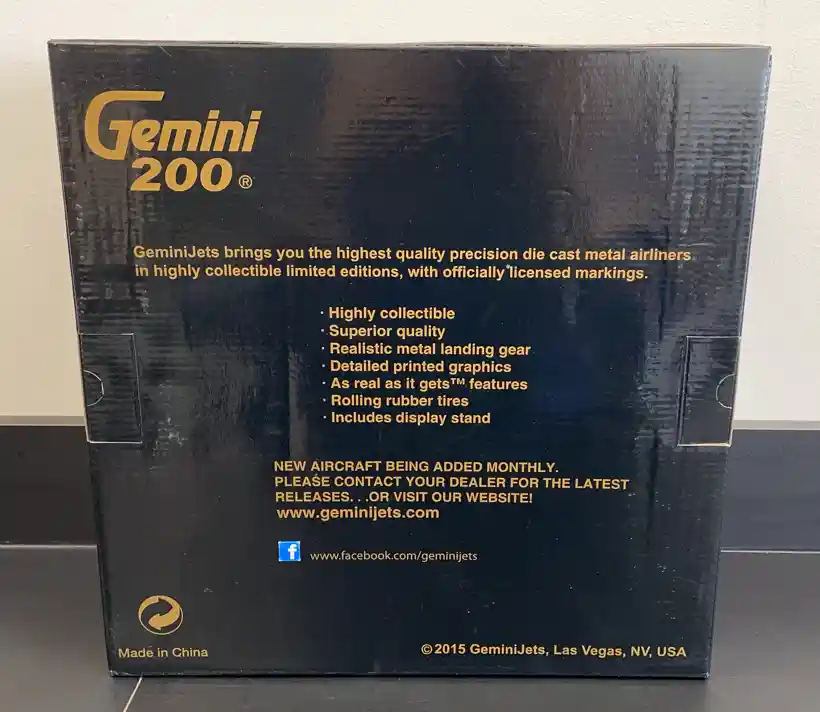 Gemini
200®
GeminiJets brings you the highest quality precision die cast metal airliners
in highly collectible limited editions, with officially licensed markings.
· Highly collectible
· Superior quality
· Realistic metal landing gear
· Detailed printed graphics
· As real as it gets™ features
· Rolling rubber tires
· Includes display stand
NEW AIRCRAFT BEING ADDED MONTHLY.
PLEASE CONTACT YOUR DEALER FOR THE LATEST
RELEASES. . .OR VISIT OUR WEBSITE!
www.geminijets.com
f www.facebook.com/geminijets
Made in China
©2015 GeminiJets, Las Vegas, NV, USA